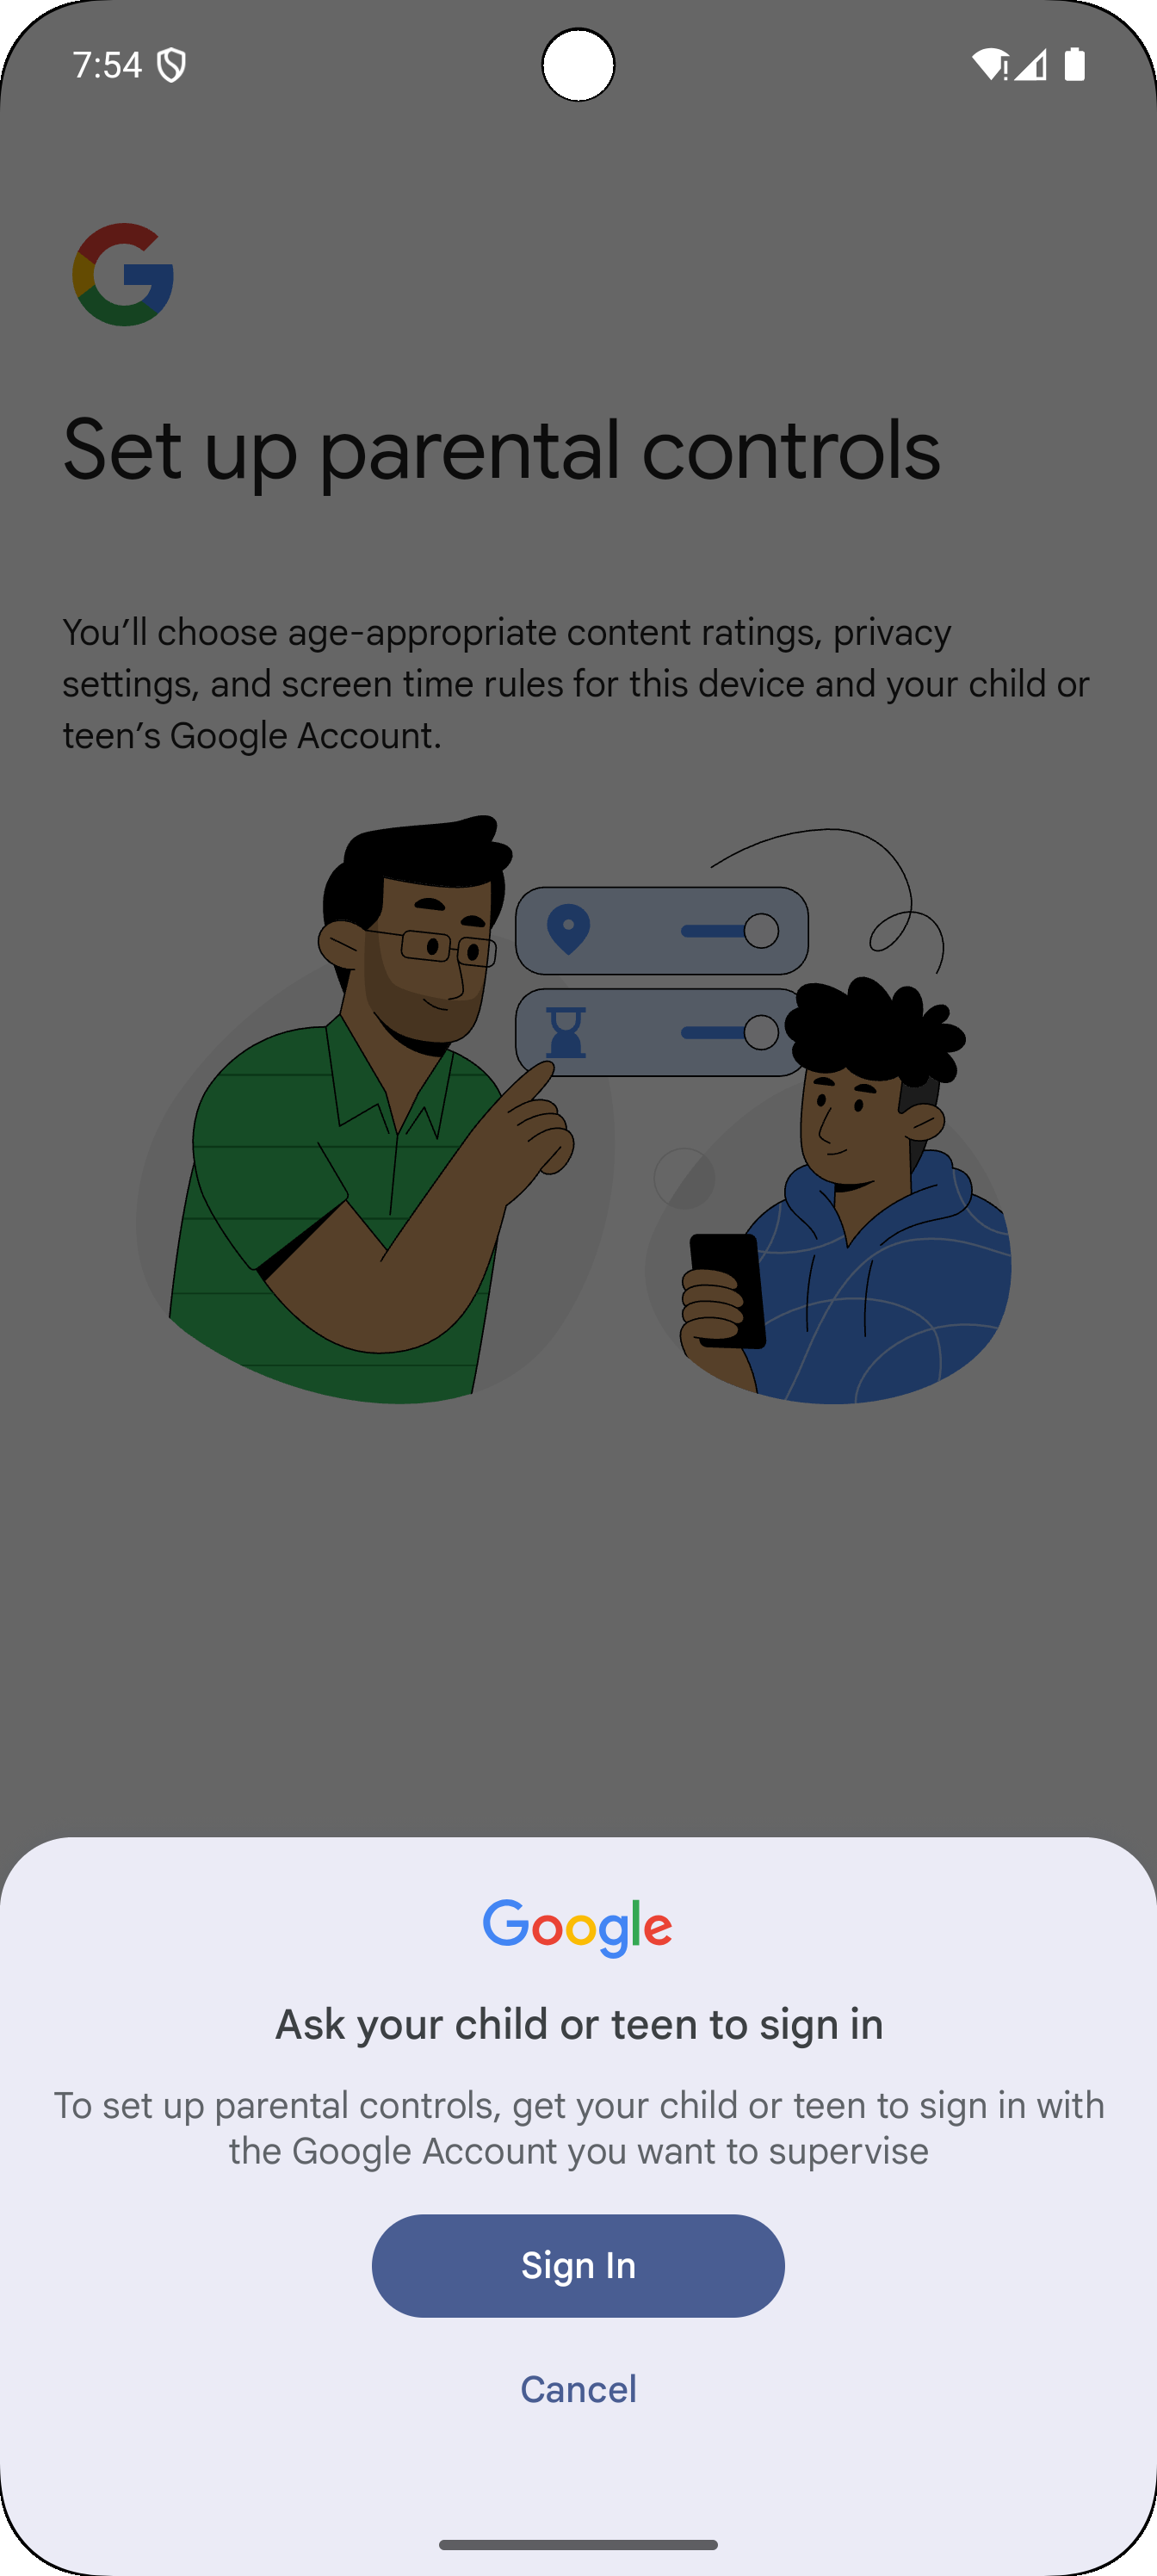 7:54
Set up parental controls
You’ll choose age-appropriate content ratings, privacy
settings, and screen time rules for this device and your child or
teen’s Google Account.
Google
Ask your child or teen to sign in
To set up parental controls, get your child or teen to sign in with
the Google Account you want to supervise
Sign In
Cancel